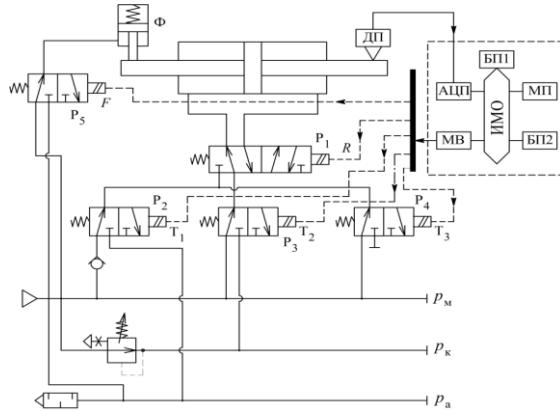 Ф
ДП
БП1
АЦП
МП
ИМО
МВ
БП2
F
P₅
P₁
R
P₂
T₁
P₃
T₂
P₄
T₃
pм
pк
pа